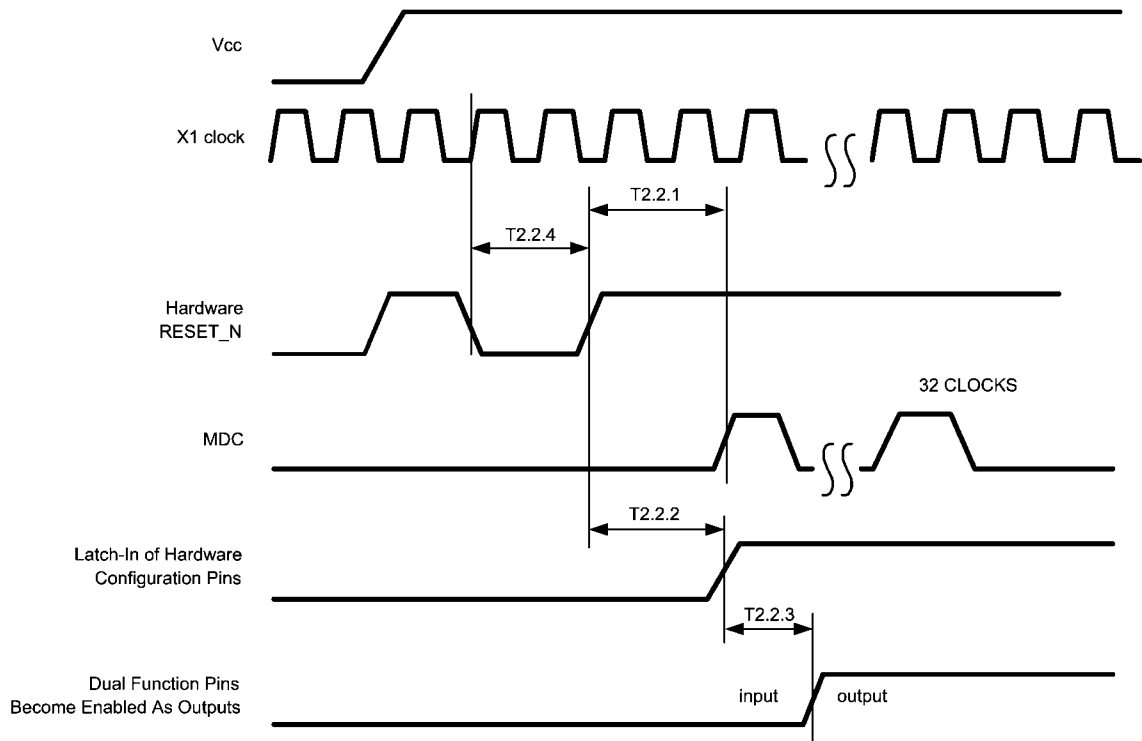 Vcc
X1 clock
T2.2.1
T2.2.4
Hardware
RESET_N
32 CLOCKS
MDC
T2.2.2
Latch-In of Hardware
Configuration Pins
T2.2.3
Dual Function Pins
Become Enabled As Outputs
input
output